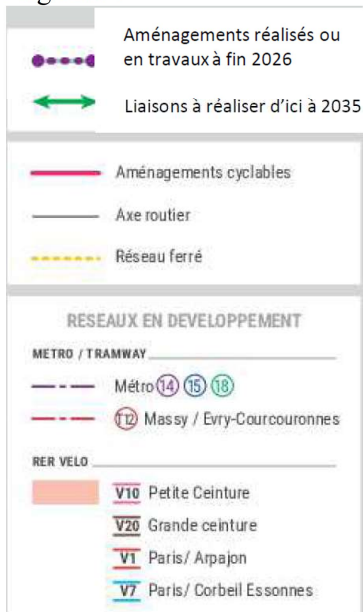 Aménagements réalisés ou
en travaux à fin 2026
Liaisons à réaliser d'ici à 2035
Aménagements cyclables
Axe routier
Réseau ferré
RESEAUX EN DEVELOPPEMENT
METRO / TRAMWAY
Métro 14 15 18
T12 Massy / Evry-Courcouronnes
RER VELO
V10 Petite Ceinture
V20 Grande ceinture
V1 Paris/ Arpajon
V7 Paris/ Corbeil Essonnes